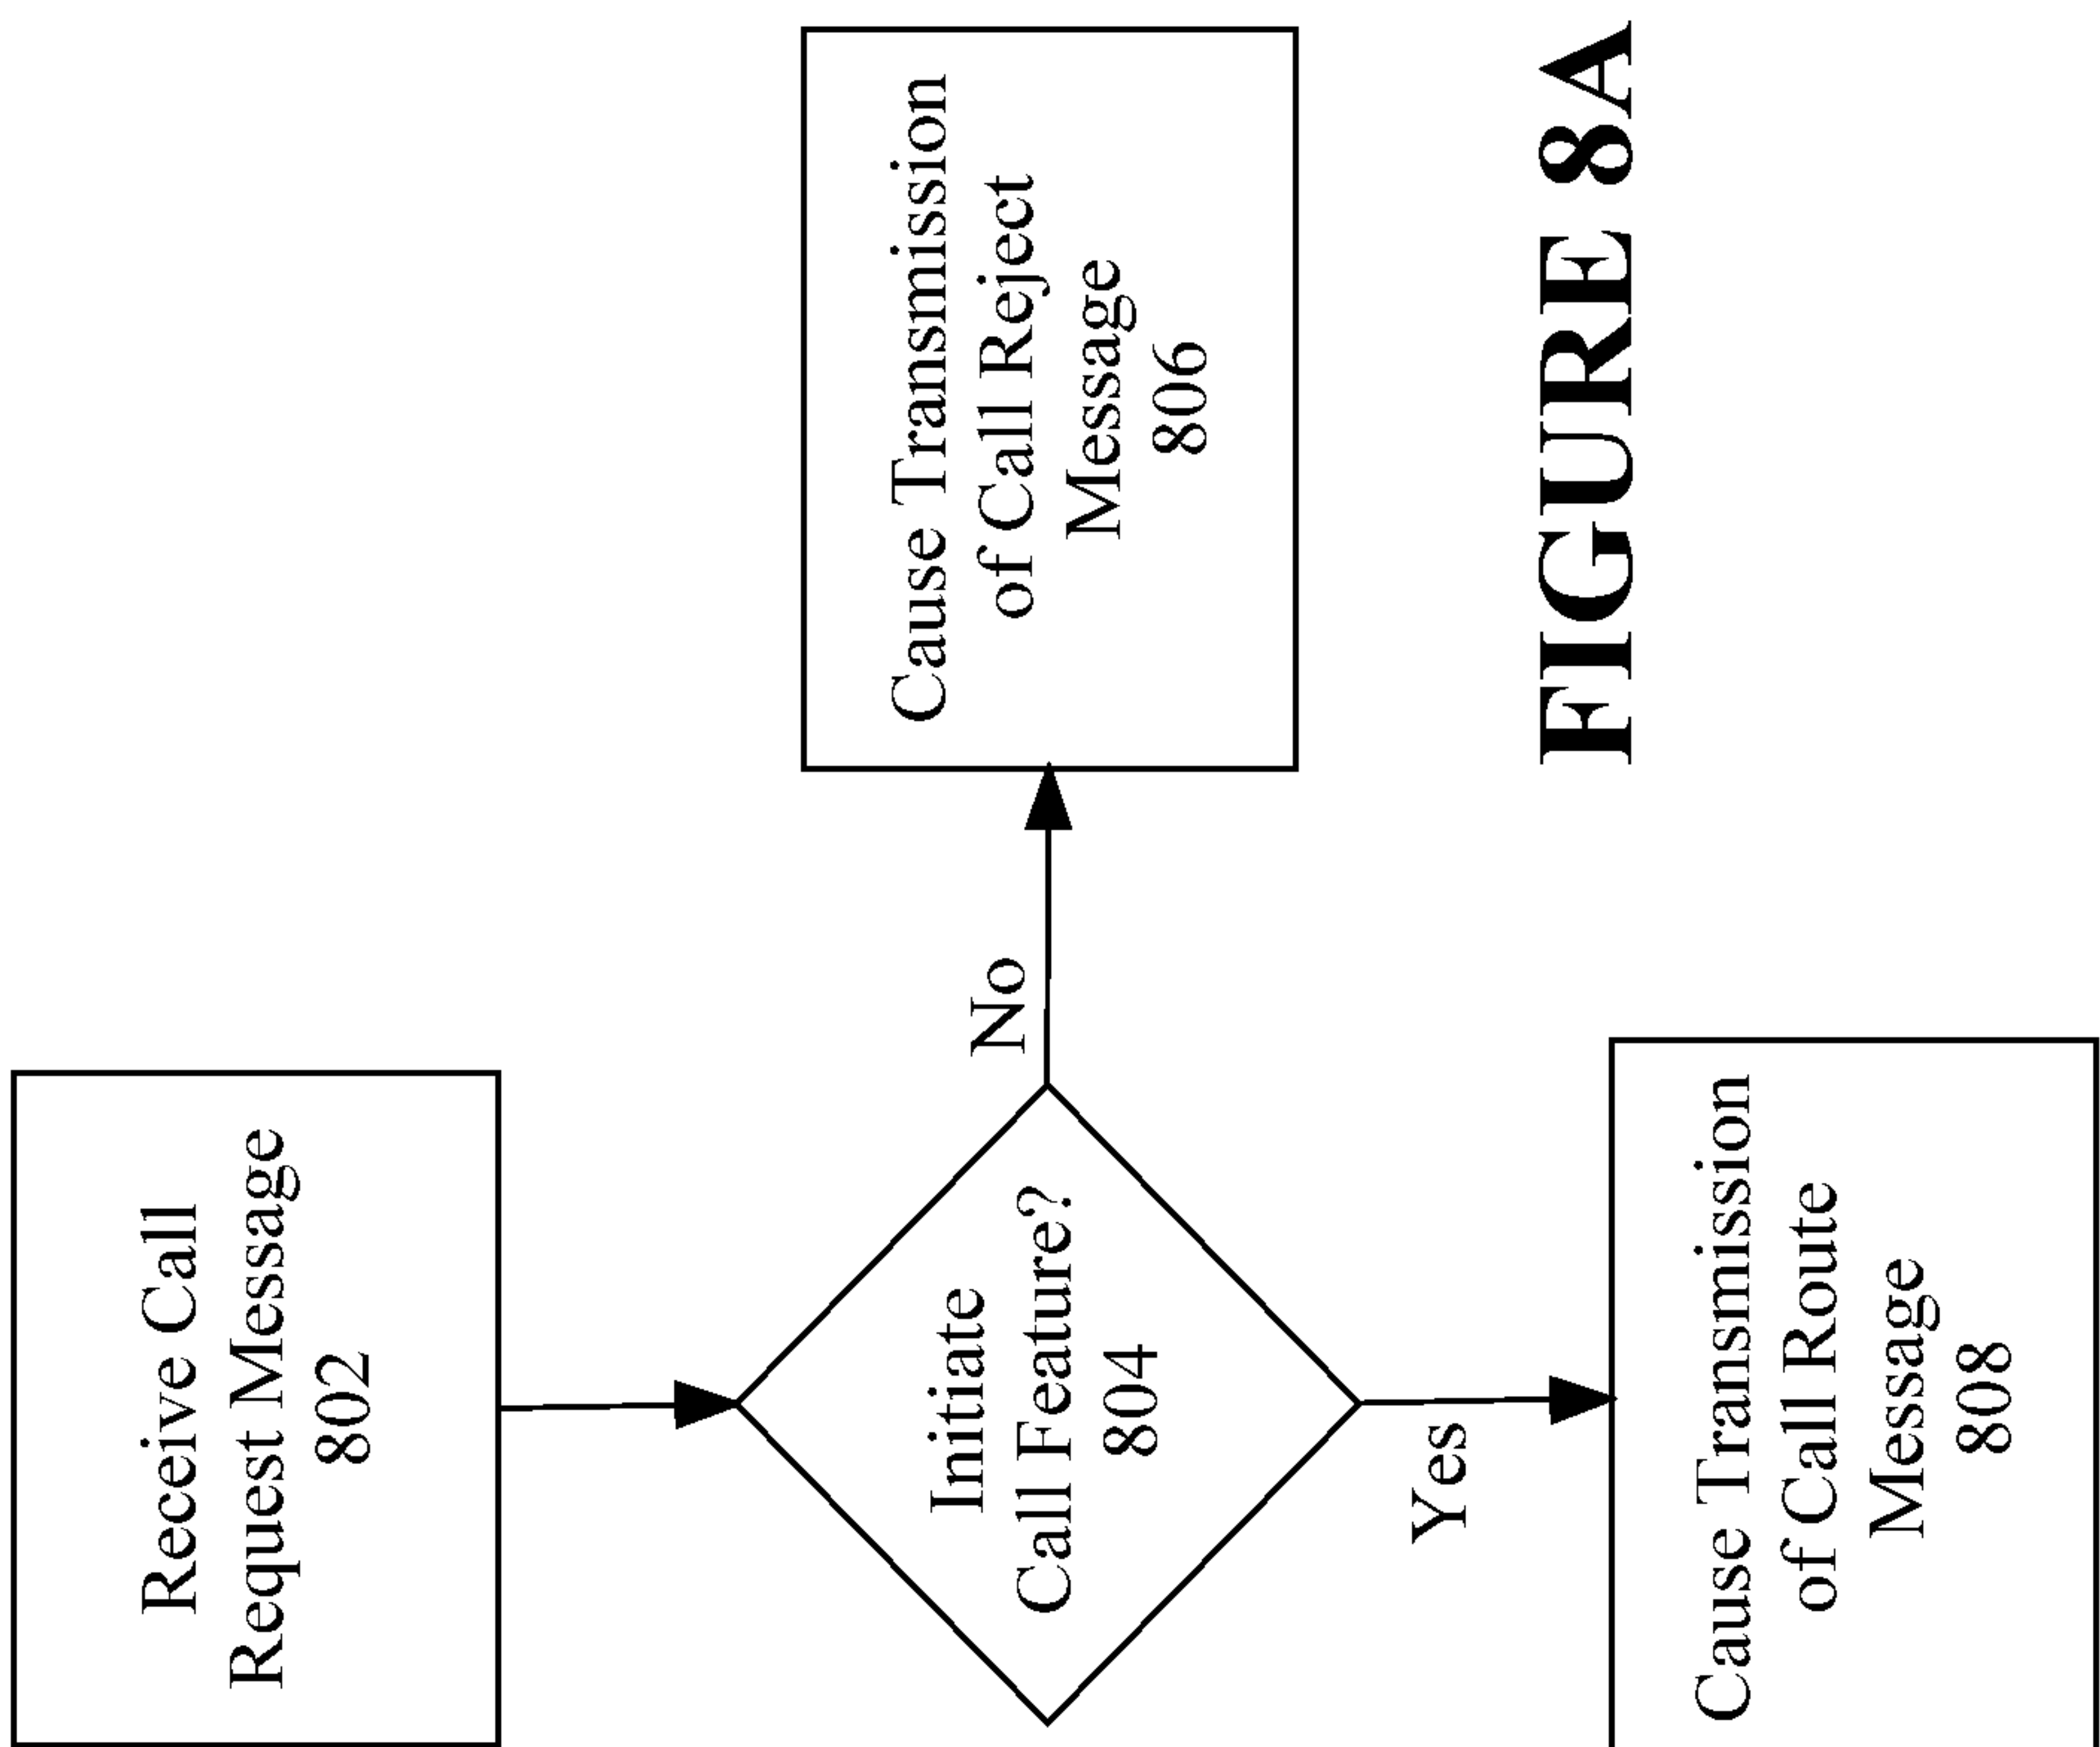 Receive Call
Request Message
802
Initiate
Call Feature?
804
No
Cause Transmission
of Call Reject
Message
806
Yes
Cause Transmission
of Call Route
Message
808
FIGURE 8A